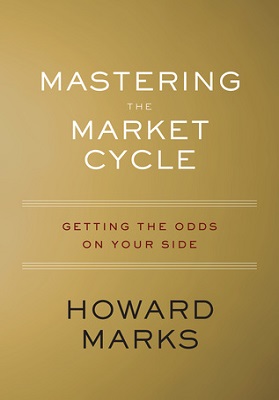 MASTERING
THE
MARKET
CYCLE
GETTING THE ODDS
ON YOUR SIDE
HOWARD
MARKS